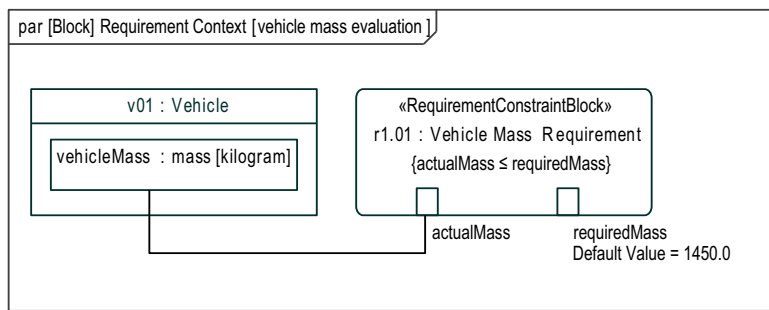 par [Block] Requirement Context [vehicle mass evaluation ]
v01 : Vehicle
vehicleMass : mass [kilogram]
«RequirementConstraintBlock»
r1.01 : Vehicle Mass Requirement
{actualMass ≤ requiredMass}
actualMass
requiredMass
Default Value = 1450.0